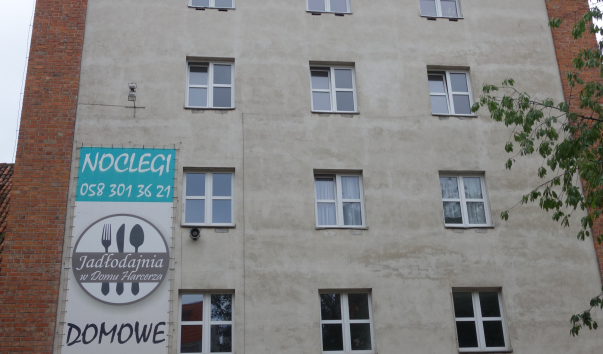 NOCLEGI
058 301 36 21
Jadłodajnia
w Domu Harcerza
DOMOWE